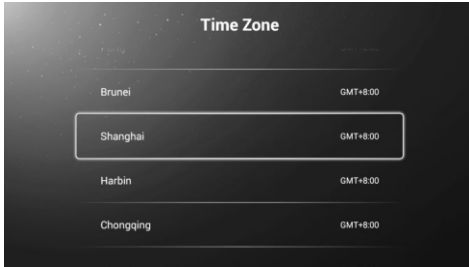 Time Zone
Brunei GMT+8:00
Shanghai GMT+8:00
Harbin GMT+8:00
Chongqing GMT+8:00